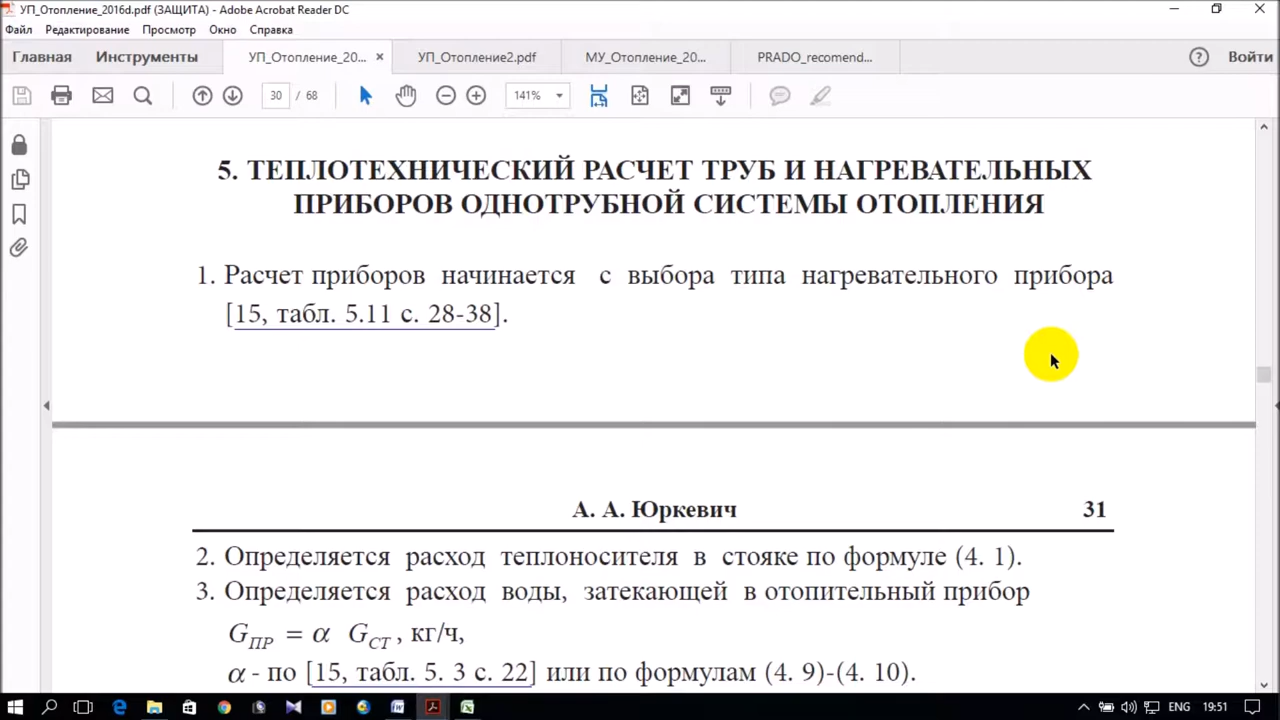 УП_Отопление_2016d.pdf (ЗАЩИТА) - Adobe Acrobat Reader DC
Файл Редактирование Просмотр Окно Справка
Главная Инструменты УП_Отопление_20... × УП_Отопление2.pdf МУ_Отопление_20... PRADO_recomend... Войти
30 / 68 141%
5. ТЕПЛОТЕХНИЧЕСКИЙ РАСЧЕТ ТРУБ И НАГРЕВАТЕЛЬНЫХ
ПРИБОРОВ ОДНОТРУБНОЙ СИСТЕМЫ ОТОПЛЕНИЯ
1. Расчет приборов начинается с выбора типа нагревательного прибора
[15, табл. 5.11 с. 28-38].
А. А. Юркевич 31
2. Определяется расход теплоносителя в стояке по формуле (4. 1).
3. Определяется расход воды, затекающей в отопительный прибор
G_ПР = α G_СТ, кг/ч,
α - по [15, табл. 5. 3 с. 22] или по формулам (4. 9)-(4. 10).
ENG 19:51